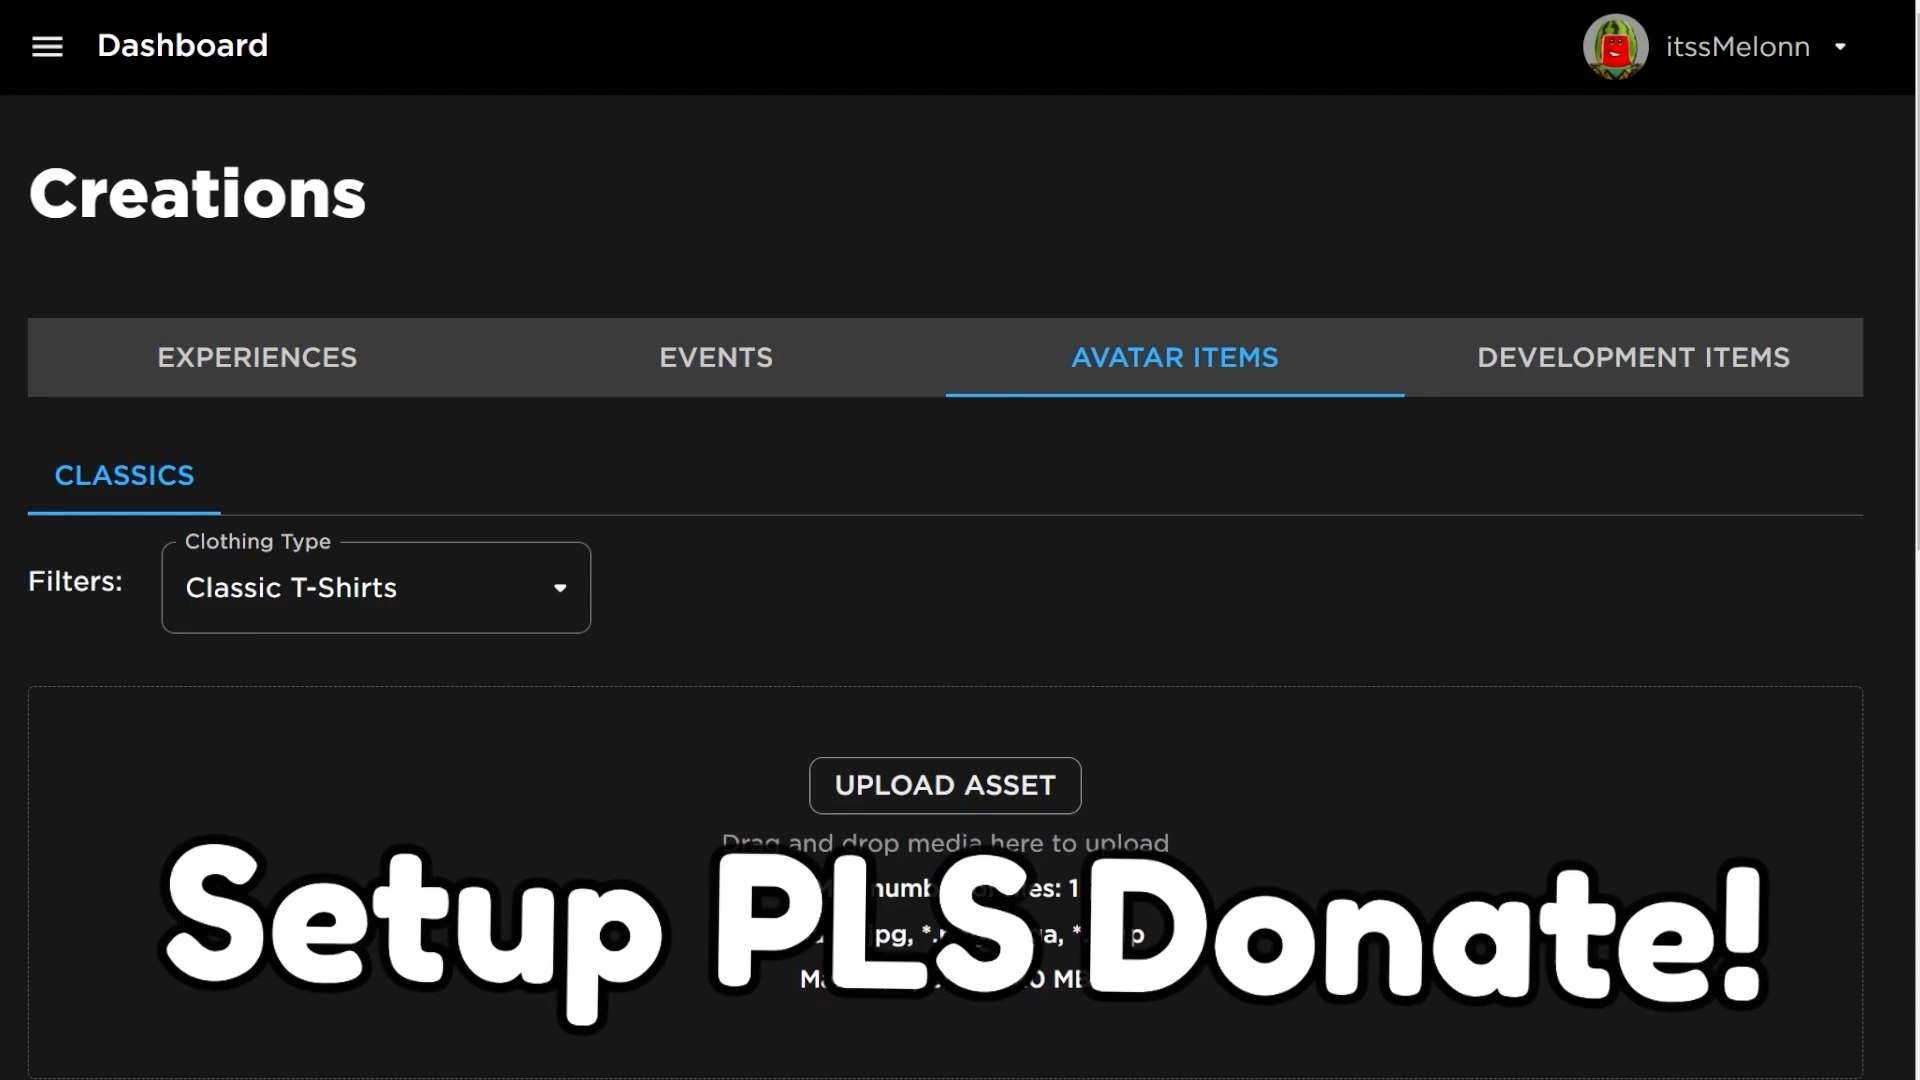 Dashboard
itssMelonn
Creations
EXPERIENCES
EVENTS
AVATAR ITEMS
DEVELOPMENT ITEMS
CLASSICS
Clothing Type
Filters:
Classic T-Shirts
UPLOAD ASSET
Drag and drop media here to upload
1
Setup PLS Donate!